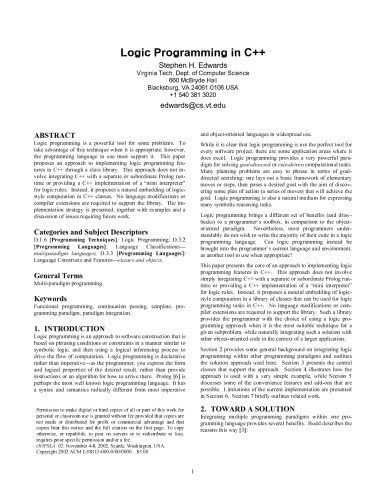 Logic Programming in C++
Stephen H. Edwards
Virginia Tech, Dept. of Computer Science
660 McBryde Hall
Blacksburg, VA 24061-0106 USA
+1 540 381 3020
edwards@cs.vt.edu
ABSTRACT
Logic programming is a powerful tool for some problems. To
take advantage of this technique when it is appropriate, however,
the programming language in use must support it. This paper
proposes an approach to implementing logic programming fea-
tures in C++ through a class library. This approach does not in-
volve integrating C++ with a separate or subordinate Prolog run-
time or providing a C++ implementation of a "mini interpreter"
for logic rules. Instead, it proposes a natural embedding of logic-
style computation in C++ classes. No language modifications or
compiler extensions are required to support the library. The im-
plementation strategy is presented, together with examples and a
discussion of issues requiring future work.
Categories and Subject Descriptors
D.1.6 [Programming Techniques]: Logic Programming; D.3.2
[Programming Languages]: Language Classifications—
multiparadigm languages; D.3.3 [Programming Languages]:
Language Constructs and Features—classes and objects.
General Terms
Multi-paradigm programming.
Keywords
Functional programming, continuation passing, template, pro-
gramming paradigm, paradigm integration.
1. INTRODUCTION
Logic programming is an approach to software construction that is
based on phrasing conditions or constraints in a manner similar to
symbolic logic, and then using a logical inferencing process to
drive the flow of computation. Logic programming is declarative
rather than imperative—as the programmer, you express the form
and logical properties of the desired result, rather than provide
instructions or an algorithm for how to arrive there. Prolog [6] is
perhaps the most well known logic programming language. It has
a syntax and semantics radically different from most imperative
Permission to make digital or hard copies of all or part of this work for
personal or classroom use is granted without fee provided that copies are
not made or distributed for profit or commercial advantage and that
copies bear this notice and the full citation on the first page. To copy
otherwise, or republish, to post on servers or to redistribute to lists,
requires prior specific permission and/or a fee.
OOPSLA '02, November 4-8, 2002, Seattle, Washington, USA.
Copyright 2002 ACM 1-58113-000-0/00/0000…$5.00.
and object-oriented languages in widespread use.
While it is clear that logic programming is not the perfect tool for
every software project, there are some application areas where it
does excel. Logic programming provides a very powerful para-
digm for solving goal-directed or rule-driven computational tasks.
Many planning problems are easy to phrase in terms of goal-
directed searching: one lays out a basic framework of elementary
moves or steps, then poses a desired goal with the aim of discov-
ering some plan of action (a series of moves) that will achieve the
goal. Logic programming is also a natural medium for expressing
many symbolic reasoning tasks.
Logic programming brings a different set of benefits (and draw-
backs) to a programmer's toolbox, in comparison to the object-
oriented paradigm. Nevertheless, most programmers under-
standably do not wish to write the majority of their code in a logic
programming language. Can logic programming instead be
brought into the programmer's current language and environment,
as another tool to use where appropriate?
This paper presents the core of an approach to implementing logic
programming features in C++. This approach does not involve
simply integrating C++ with a separate or subordinate Prolog run-
time or providing a C++ implementation of a "mini interpreter"
for logic rules. Instead, it proposes a natural embedding of logic-
style computation in a library of classes that can be used for logic
programming tasks in C++. No language modifications or com-
piler extensions are required to support the library. Such a library
provides the programmer with the choice of using a logic pro-
gramming approach when it is the most suitable technique for a
given subproblem, while naturally integrating such a solution with
other object-oriented code in the context of a larger application.
Section 2 provides some general background on integrating logic
programming within other programming paradigms and outlines
the solution approach used here. Section 3 presents the central
classes that support the approach. Section 4 illustrates how the
approach is used with a very simple example, while Section 5
discusses some of the convenience features and add-ons that are
possible. Limitations of the current implementation are presented
in Section 6. Section 7 briefly outlines related work.
2. TOWARD A SOLUTION
Integrating multiple programming paradigms within one pro-
gramming language provides several benefits. Budd describes the
reasons this way [3]:
1